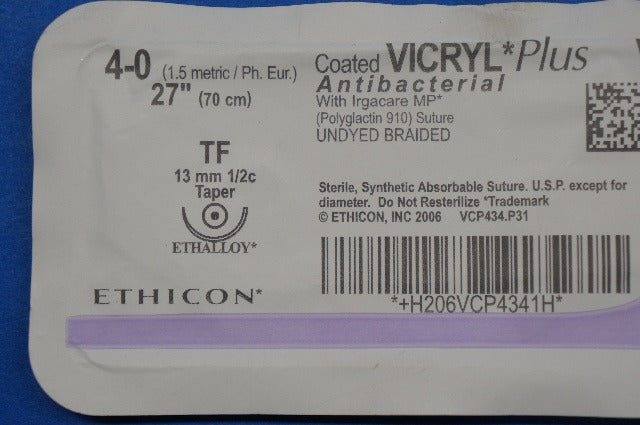 4-0 (1.5 metric / Ph. Eur.)
27" (70 cm)
TF
13 mm 1/2c
Taper
ETHALLOY*
ETHICON*
Coated VICRYL* Plus
Antibacterial
With Irgacare MP*
(Polyglactin 910) Suture
UNDYED BRAIDED
Sterile, Synthetic Absorbable Suture. U.S.P. except for
diameter. Do Not Resterilize *Trademark
© ETHICON, INC 2006 VCP434.P31
*+H206VCP4341H*